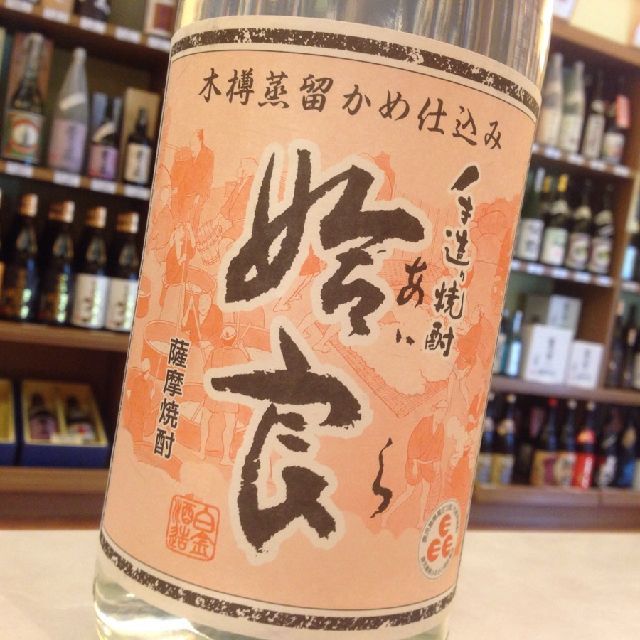 木樽蒸留かめ仕込み
手造り焼酎
あいら
姶良
薩摩焼酎
白金酒造